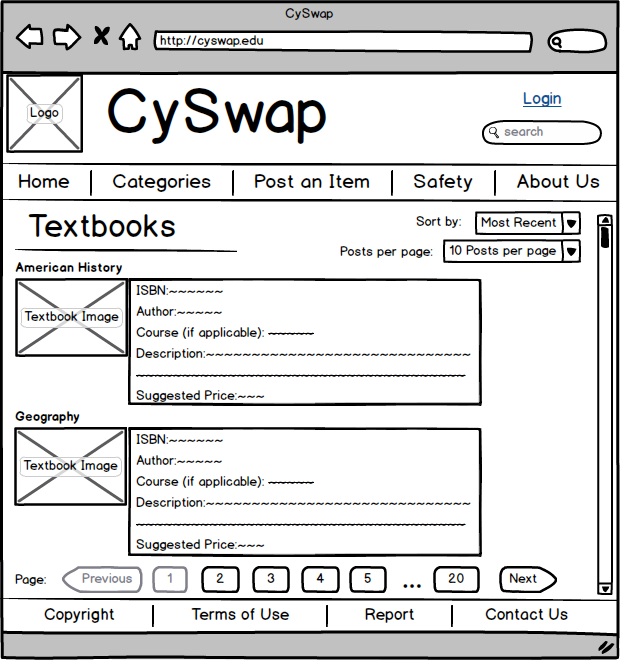 CySwap
http://cyswap.edu
Logo
CySwap
Login
search
Home Categories Post an Item Safety About Us
Textbooks
Sort by: Most Recent
Posts per page: 10 Posts per page
American History
Textbook Image
ISBN:~~~~~~
Author:~~~~~
Course (if applicable): ~~~~~~
Description:~~~~~~~~~~~~~~~~~~~~~~~~~~~~~
~~~~~~~~~~~~~~~~~~~~~~~~~~~~~~~~~~~~
Suggested Price:~~~
Geography
Textbook Image
ISBN:~~~~~~
Author:~~~~~
Course (if applicable): ~~~~~~
Description:~~~~~~~~~~~~~~~~~~~~~~~~~~~~~
~~~~~~~~~~~~~~~~~~~~~~~~~~~~~~~~~~~~
Suggested Price:~~~
Page: Previous 1 2 3 4 5 ... 20 Next
Copyright Terms of Use Report Contact Us